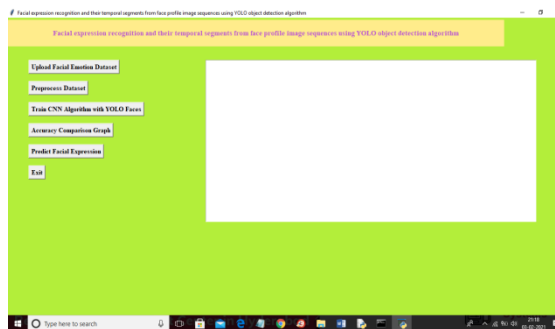 Facial expression recognition and their temporal segments from face profile image sequences using YOLO object detection algorithm
Facial expression recognition and their temporal segments from face profile image sequences using YOLO object detection algorithm
Upload Facial Emotion Dataset
Preprocess Dataset
Train CNN Algorithm with YOLO Faces
Accuracy Comparison Graph
Predict Facial Expression
Exit
Type here to search
21:18